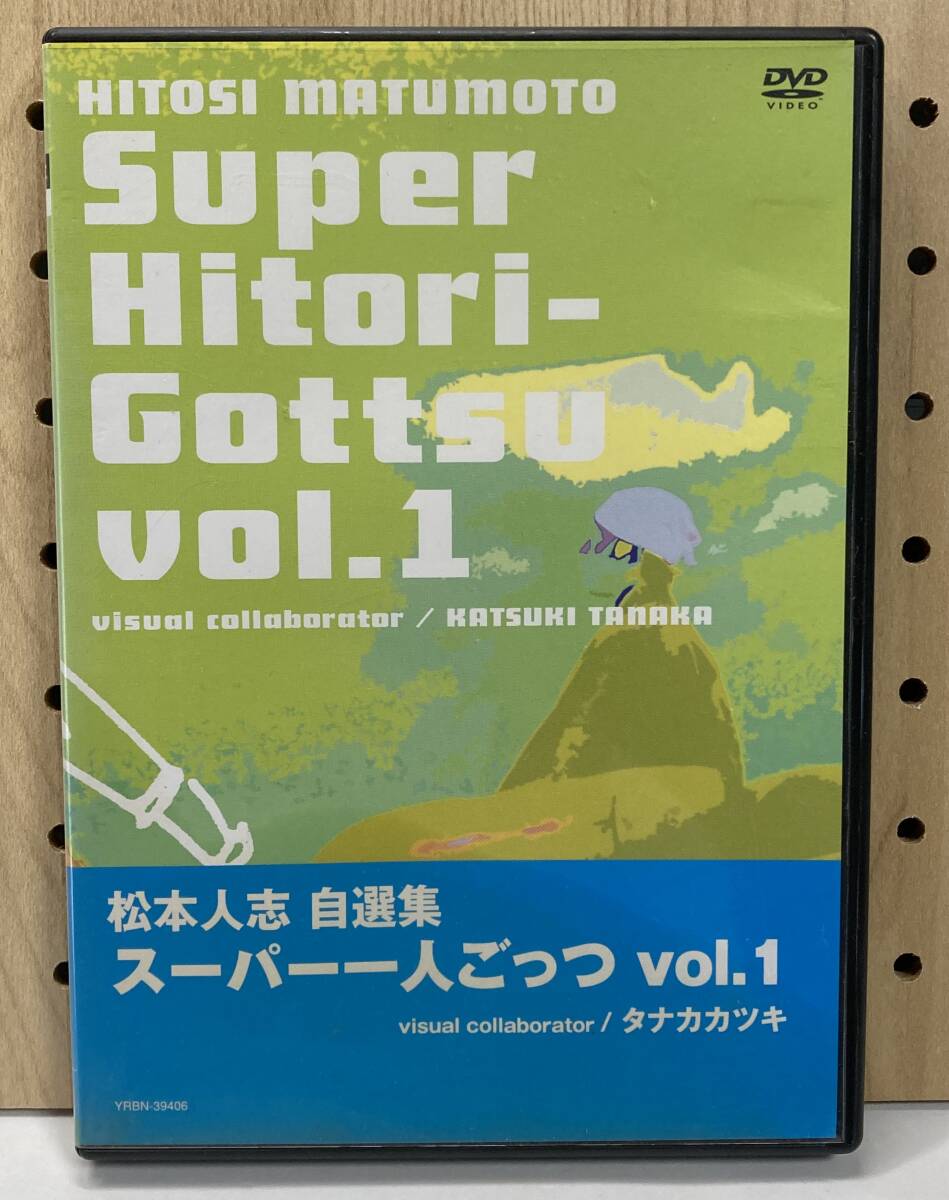 HITOSI MATUMOTO
DVD
VIDEO
Super
Hitori-
Gottsu
vol.1
visual collaborator / KATSUKI TANAKA
松本人志 自選集
スーパー一人ごっつ vol.1
visual collaborator / タナカカツキ
YRBN-39406